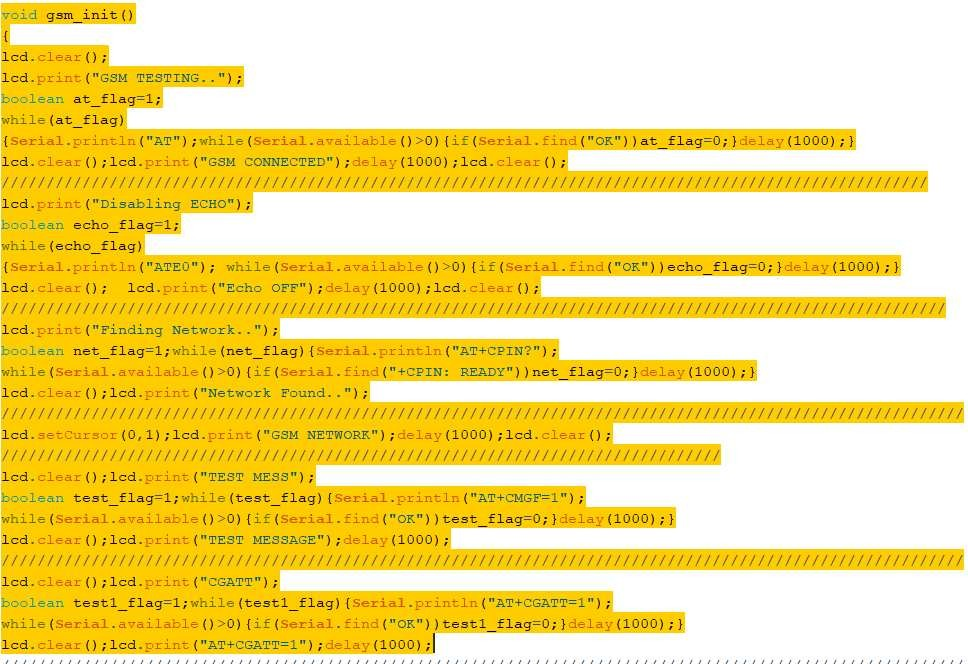 void gsm_init()
{
lcd.clear();
lcd.print("GSM TESTING..");
boolean at_flag=1;
while(at_flag)
{Serial.println("AT");while(Serial.available()>0){if(Serial.find("OK"))at_flag=0;}delay(1000);}
lcd.clear();lcd.print("GSM CONNECTED");delay(1000);lcd.clear();
///////////////////////////////////////////////////////////////////////////////////////////////////////
lcd.print("Disabling ECHO");
boolean echo_flag=1;
while(echo_flag)
{Serial.println("ATE0"); while(Serial.available()>0){if(Serial.find("OK"))echo_flag=0;}delay(1000);}
lcd.clear();  lcd.print("Echo OFF");delay(1000);lcd.clear();
/////////////////////////////////////////////////////////////////////////////////////////////////////////
lcd.print("Finding Network..");
boolean net_flag=1;while(net_flag){Serial.println("AT+CPIN?");
while(Serial.available()>0){if(Serial.find("+CPIN: READY"))net_flag=0;}delay(1000);}
lcd.clear();lcd.print("Network Found..");
///////////////////////////////////////////////////////////////////////////////////////////////////////////
lcd.setCursor(0,1);lcd.print("GSM NETWORK");delay(1000);lcd.clear();
////////////////////////////////////////////////////////////////////////////////
lcd.clear();lcd.print("TEST MESS");
boolean test_flag=1;while(test_flag){Serial.println("AT+CMGF=1");
while(Serial.available()>0){if(Serial.find("OK"))test_flag=0;}delay(1000);}
lcd.clear();lcd.print("TEST MESSAGE");delay(1000);
///////////////////////////////////////////////////////////////////////////////////////////////////////////
lcd.clear();lcd.print("CGATT");
boolean test1_flag=1;while(test1_flag){Serial.println("AT+CGATT=1");
while(Serial.available()>0){if(Serial.find("OK"))test1_flag=0;}delay(1000);}
lcd.clear();lcd.print("AT+CGATT=1");delay(1000);
///////////////////////////////////////////////////////////////////////////////////////////////////////////